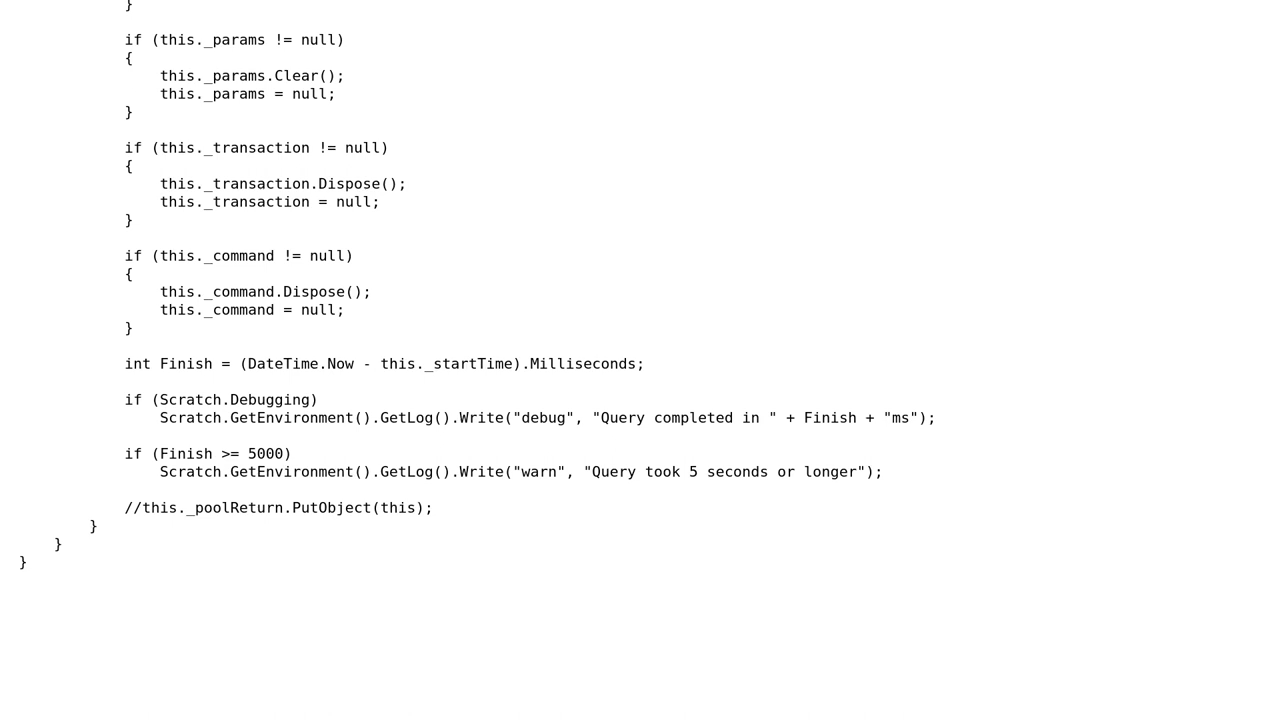 }
if (this._params != null)
{
this._params.Clear();
this._params = null;
}
if (this._transaction != null)
{
this._transaction.Dispose();
this._transaction = null;
}
if (this._command != null)
{
this._command.Dispose();
this._command = null;
}
int Finish = (DateTime.Now - this._startTime).Milliseconds;
if (Scratch.Debugging)
Scratch.GetEnvironment().GetLog().Write("debug", "Query completed in " + Finish + "ms");
if (Finish >= 5000)
Scratch.GetEnvironment().GetLog().Write("warn", "Query took 5 seconds or longer");
//this._poolReturn.PutObject(this);
}
}
}